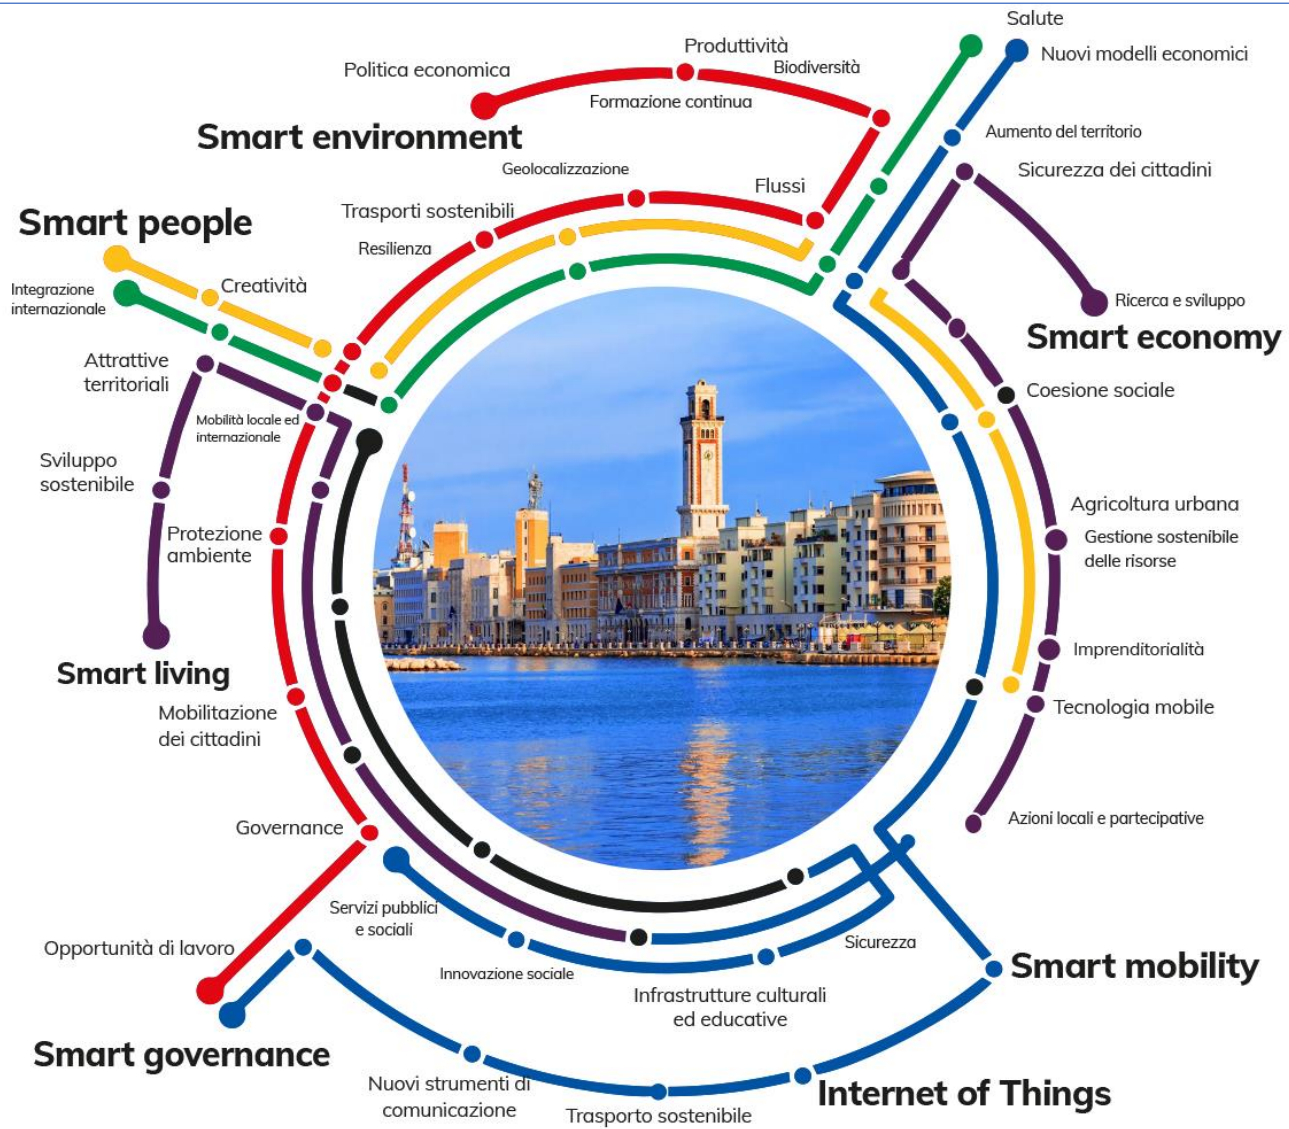 Salute
Produttività
Nuovi modelli economici
Politica economica
Biodiversità
Formazione continua
Smart environment
Aumento del territorio
Geolocalizzazione
Sicurezza dei cittadini
Flussi
Trasporti sostenibili
Smart people
Resilienza
Creatività
Integrazione
internazionale
Ricerca e sviluppo
Smart economy
Attrattive
territoriali
Coesione sociale
Mobilità locale ed
internazionale
Sviluppo
sostenibile
Agricoltura urbana
Protezione
ambiente
Gestione sostenibile
delle risorse
Imprenditorialità
Smart living
Tecnologia mobile
Mobilitazione
dei cittadini
Azioni locali e partecipative
Governance
Servizi pubblici
e sociali
Opportunità di lavoro
Sicurezza
Innovazione sociale
Smart mobility
Infrastrutture culturali
ed educative
Smart governance
Nuovi strumenti di
comunicazione
Internet of Things
Trasporto sostenibile